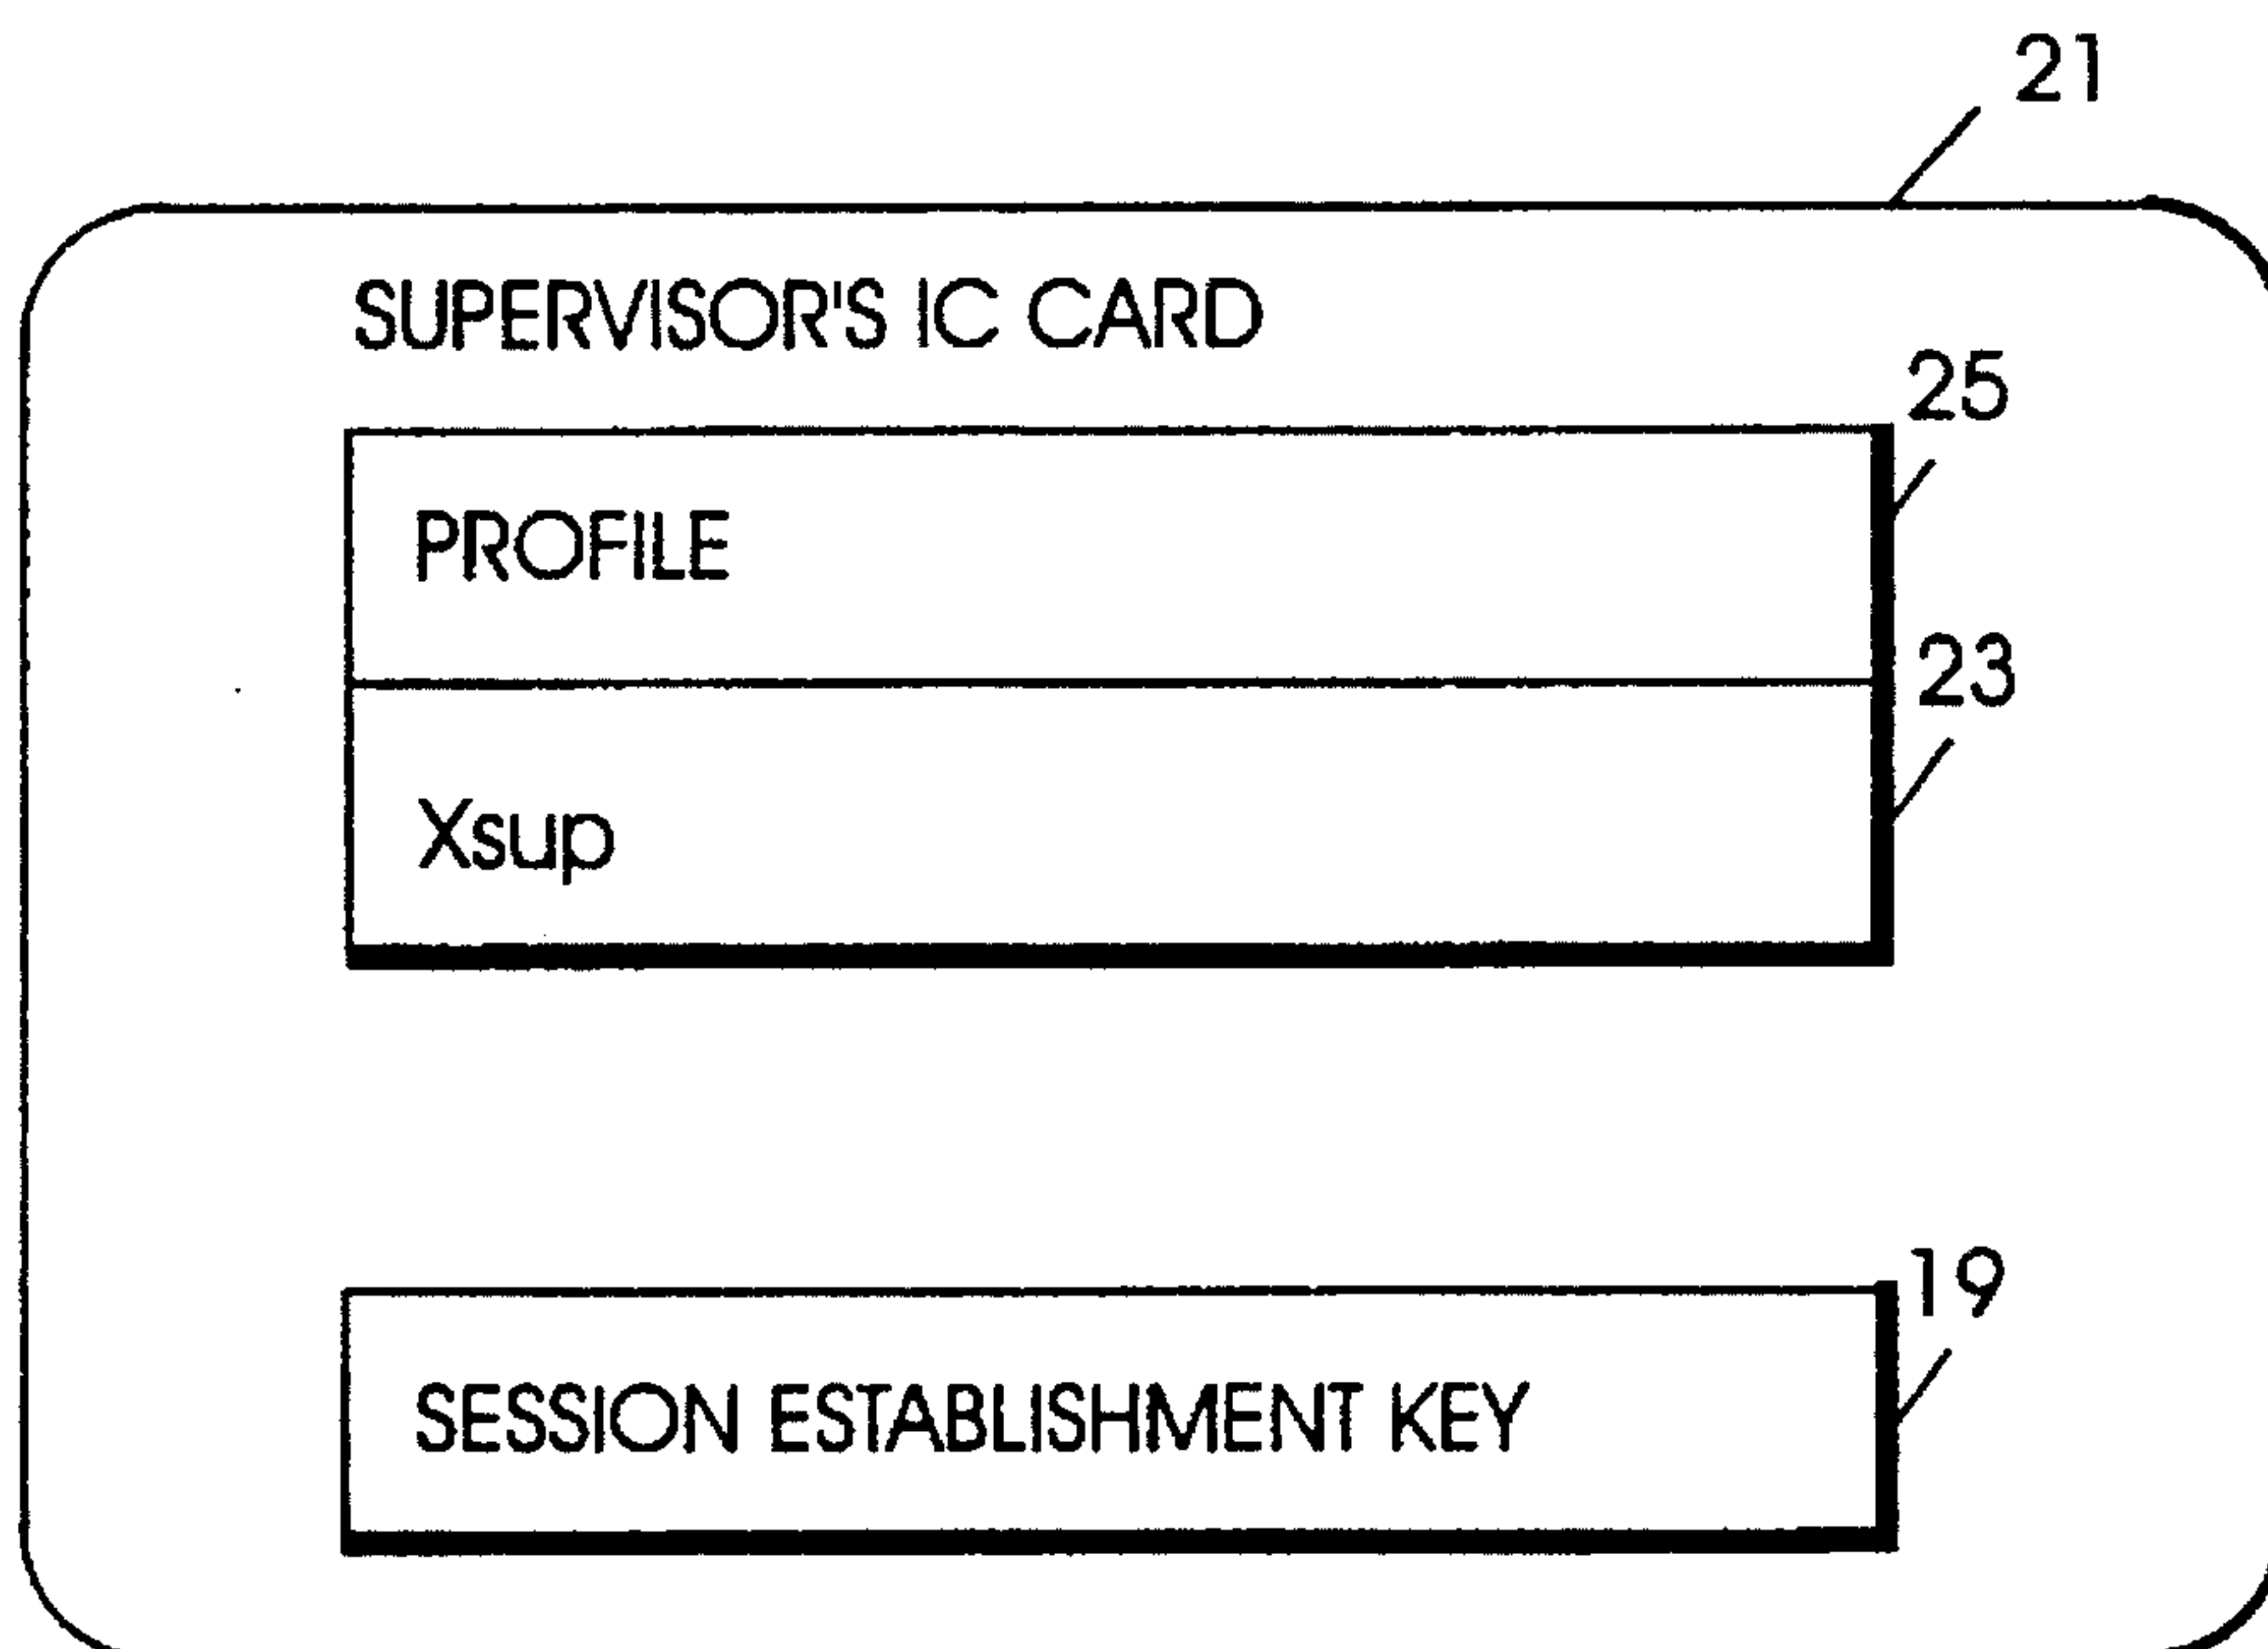 21
SUPERVISOR'S IC CARD
25
PROFILE
23
Xsup
19
SESSION ESTABLISHMENT KEY